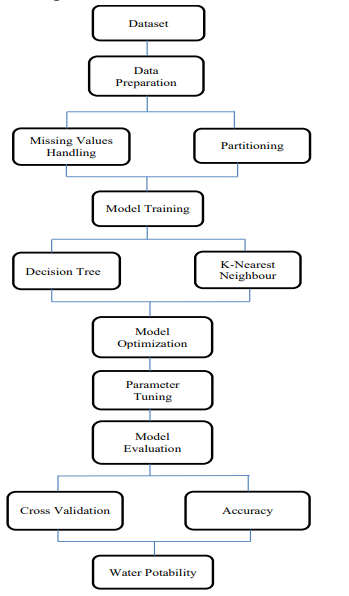 Dataset
Data
Preparation
Missing Values
Handling
Partitioning
Model Training
Decision Tree
K-Nearest
Neighbour
Model
Optimization
Parameter
Tuning
Model
Evaluation
Cross Validation
Accuracy
Water Potability